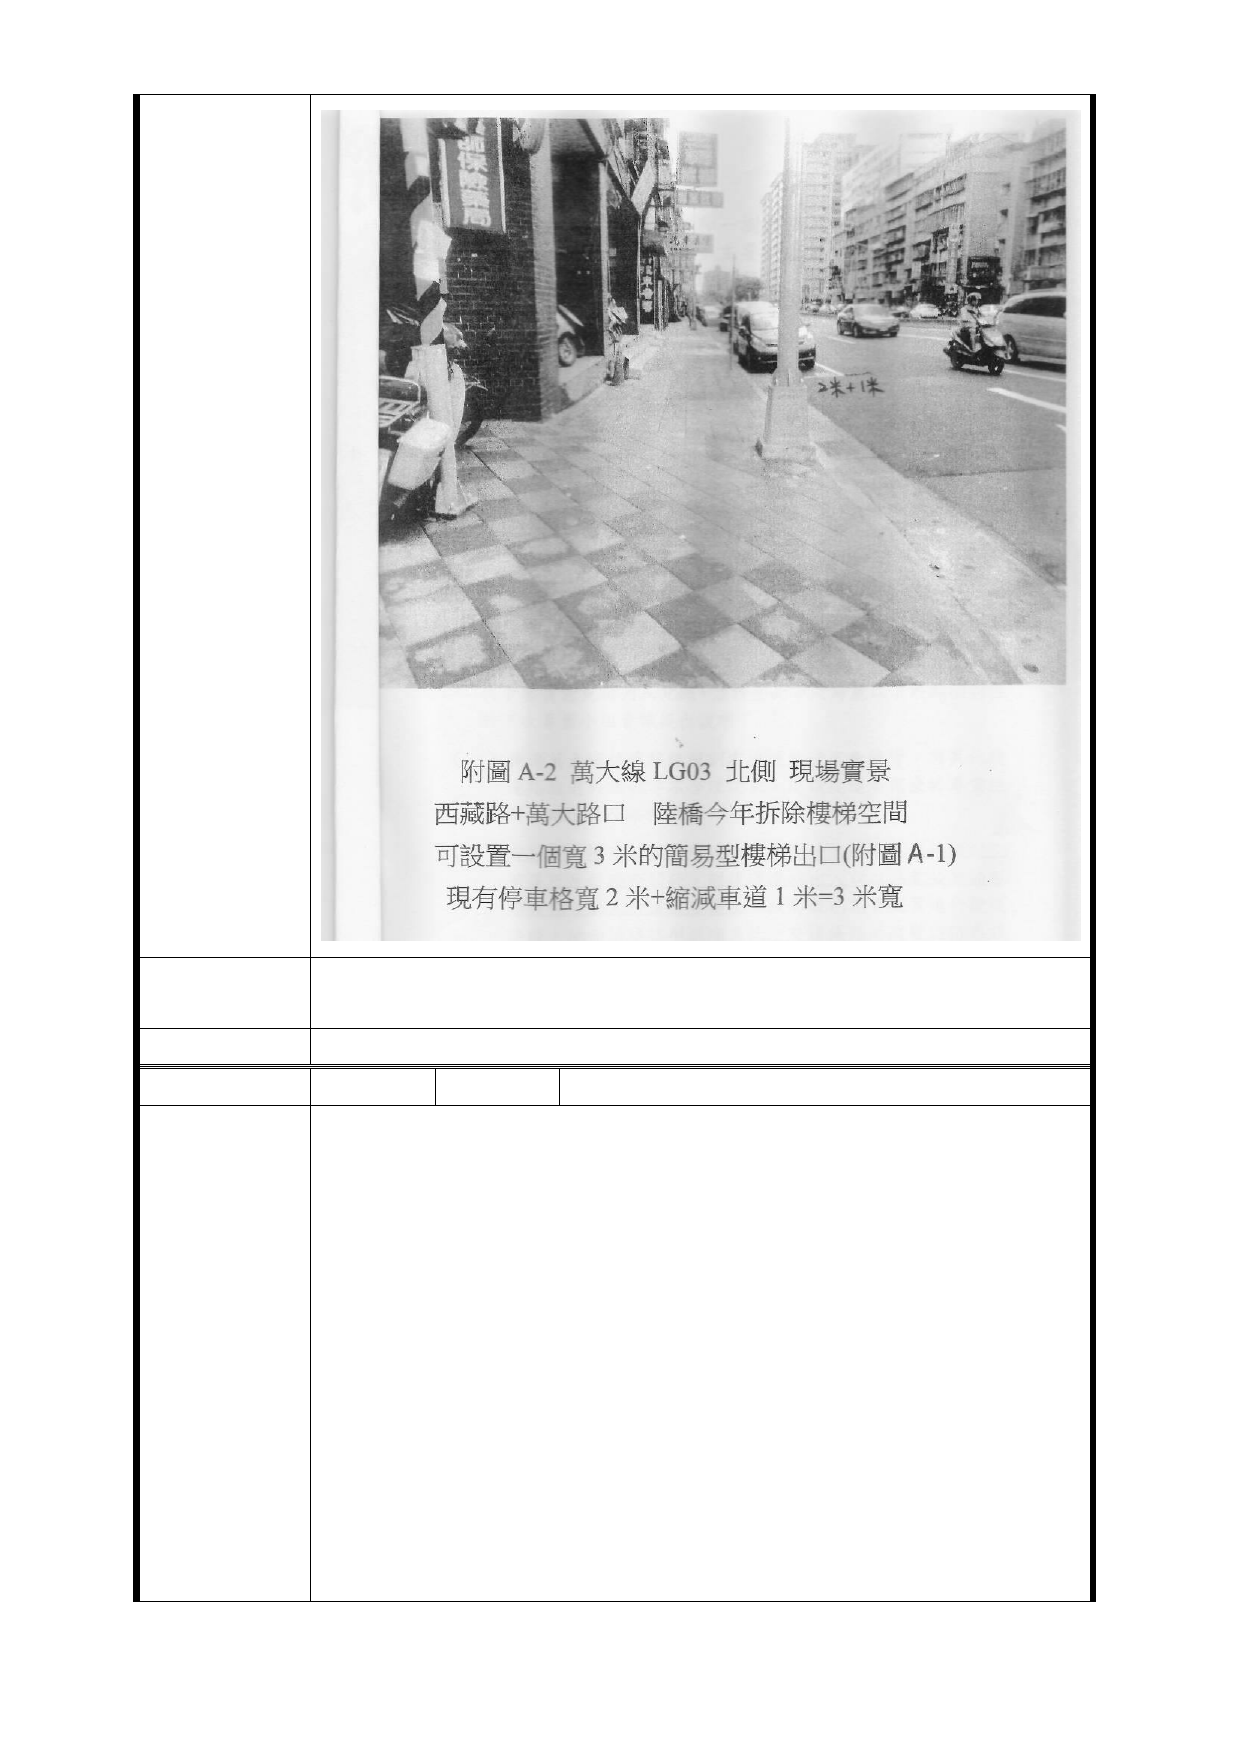 2米+1米
附圖 A-2 萬大線 LG03 北側 現場實景
西藏路+萬大路口 陸橋今年拆除樓梯空間
可設置一個寬 3 米的簡易型樓梯出口(附圖 A-1)
現有停車格寬 2 米+縮減車道 1 米=3 米寬